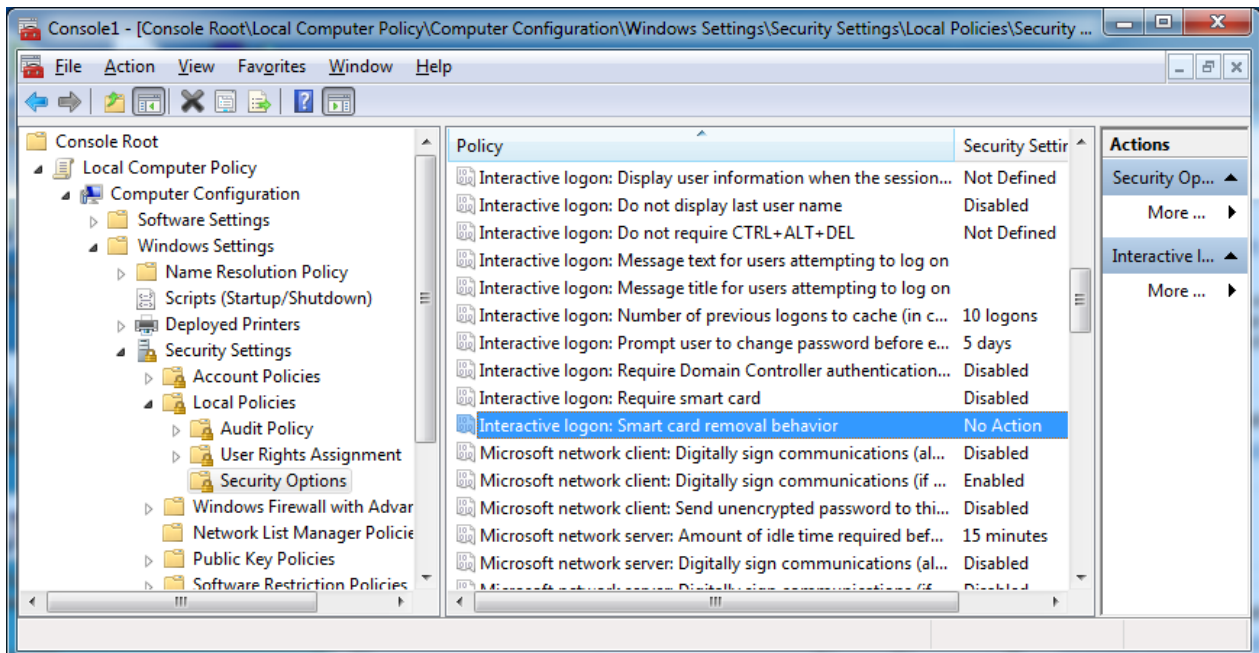 Console1 - [Console Root\Local Computer Policy\Computer Configuration\Windows Settings\Security Settings\Local Policies\Security ...
File Action View Favorites Window Help
Console Root
Local Computer Policy
Computer Configuration
Software Settings
Windows Settings
Name Resolution Policy
Scripts (Startup/Shutdown)
Deployed Printers
Security Settings
Account Policies
Local Policies
Audit Policy
User Rights Assignment
Security Options
Windows Firewall with Advar
Network List Manager Policie
Public Key Policies
Software Restriction Policies
Policy Security Settir
Interactive logon: Display user information when the session... Not Defined
Interactive logon: Do not display last user name Disabled
Interactive logon: Do not require CTRL+ALT+DEL Not Defined
Interactive logon: Message text for users attempting to log on
Interactive logon: Message title for users attempting to log on
Interactive logon: Number of previous logons to cache (in c... 10 logons
Interactive logon: Prompt user to change password before e... 5 days
Interactive logon: Require Domain Controller authentication... Disabled
Interactive logon: Require smart card Disabled
Interactive logon: Smart card removal behavior No Action
Microsoft network client: Digitally sign communications (al... Disabled
Microsoft network client: Digitally sign communications (if ... Enabled
Microsoft network client: Send unencrypted password to thi... Disabled
Microsoft network server: Amount of idle time required bef... 15 minutes
Microsoft network server: Digitally sign communications (al... Disabled
Microsoft network server: Digitally sign communications (if... Disabled
Actions
Security Op...
More ...
Interactive l...
More ...